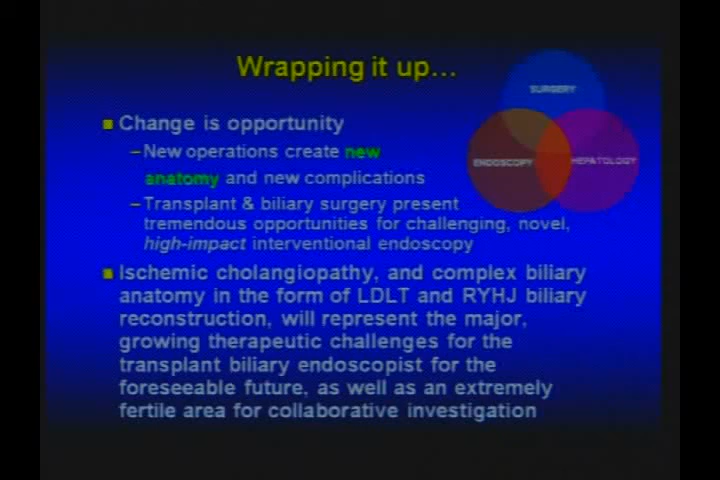 Wrapping it up...
SURGERY
ENDOSCOPY
HEPATOLOGY
■ Change is opportunity
–New operations create new
anatomy and new complications
–Transplant & biliary surgery present
tremendous opportunities for challenging, novel,
high-impact interventional endoscopy
■ Ischemic cholangiopathy, and complex biliary
anatomy in the form of LDLT and RYHJ biliary
reconstruction, will represent the major,
growing therapeutic challenges for the
transplant biliary endoscopist for the
foreseeable future, as well as an extremely
fertile area for collaborative investigation